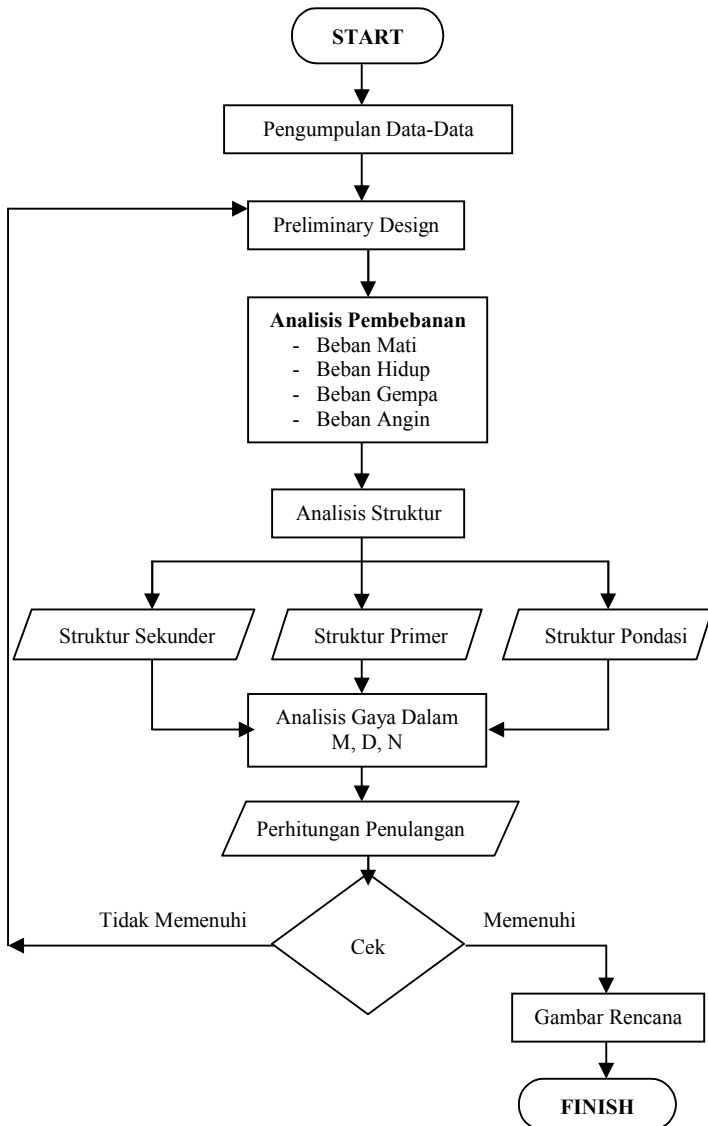 START
Pengumpulan Data-Data
Preliminary Design
Analisis Pembebanan
- Beban Mati
- Beban Hidup
- Beban Gempa
- Beban Angin
Analisis Struktur
Struktur Sekunder
Struktur Primer
Struktur Pondasi
Analisis Gaya Dalam
M, D, N
Perhitungan Penulangan
Tidak Memenuhi
Cek
Memenuhi
Gambar Rencana
FINISH